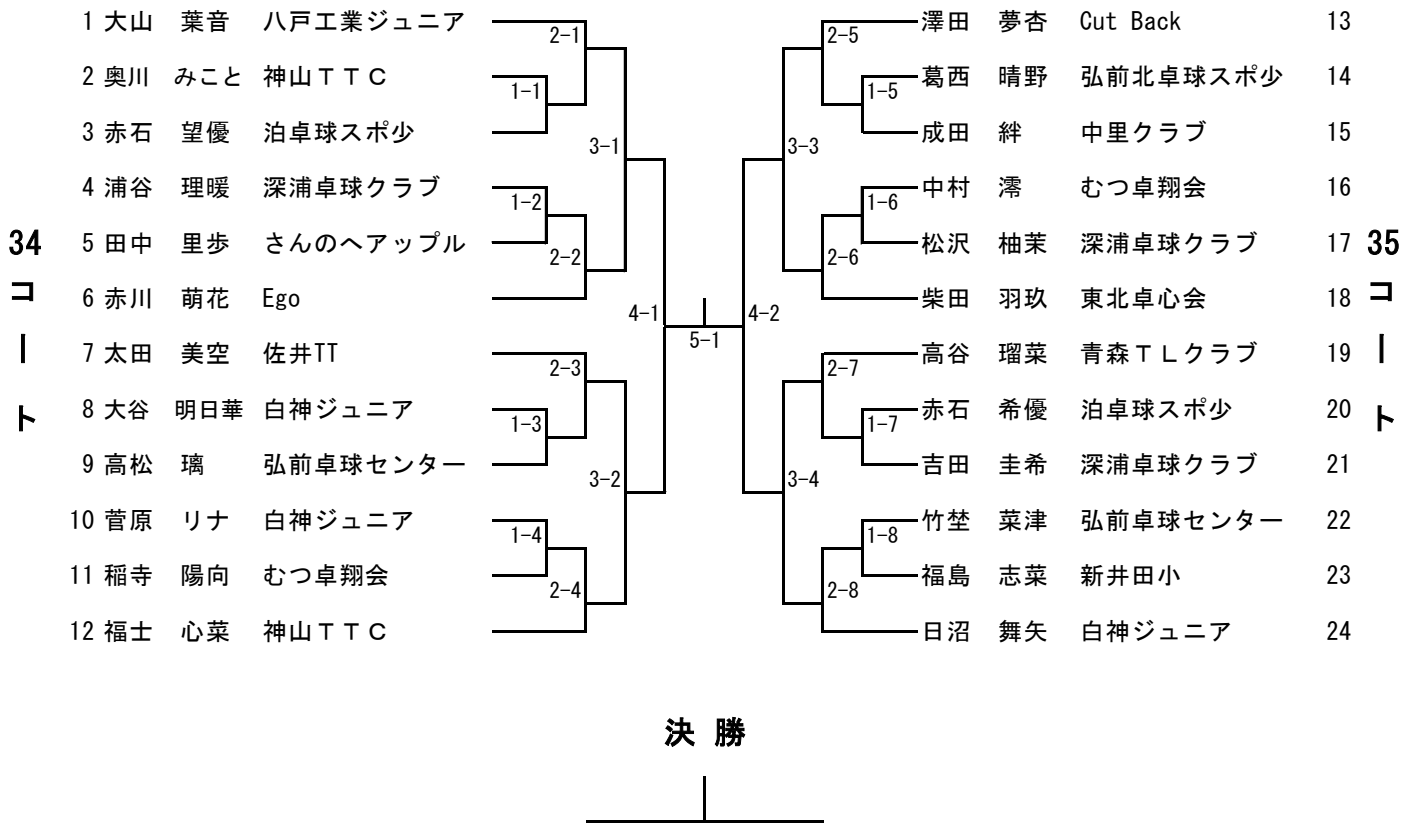 1 大山 葉音 八戸工業ジュニア
2 奥川 みこと 神山ＴＴＣ
3 赤石 望優 泊卓球スポ少
4 浦谷 理暖 深浦卓球クラブ
5 田中 里歩 さんのへアップル
6 赤川 萌花 Ego
7 太田 美空 佐井TT
8 大谷 明日華 白神ジュニア
9 高松 璃 弘前卓球センター
10 菅原 リナ 白神ジュニア
11 稲寺 陽向 むつ卓翔会
12 福士 心菜 神山ＴＴＣ
34コート
2-1
1-1
3-1
1-2
2-2
4-1
2-3
1-3
3-2
1-4
2-4
5-1
澤田 夢杏 Cut Back 13
葛西 晴野 弘前北卓球スポ少 14
成田 絆 中里クラブ 15
中村 澪 むつ卓翔会 16
松沢 柚茉 深浦卓球クラブ 17
柴田 羽玖 東北卓心会 18
高谷 瑠菜 青森ＴＬクラブ 19
赤石 希優 泊卓球スポ少 20
吉田 圭希 深浦卓球クラブ 21
竹埜 菜津 弘前卓球センター 22
福島 志菜 新井田小 23
日沼 舞矢 白神ジュニア 24
35コート
2-5
1-5
3-3
1-6
2-6
4-2
2-7
1-7
3-4
1-8
2-8
決 勝